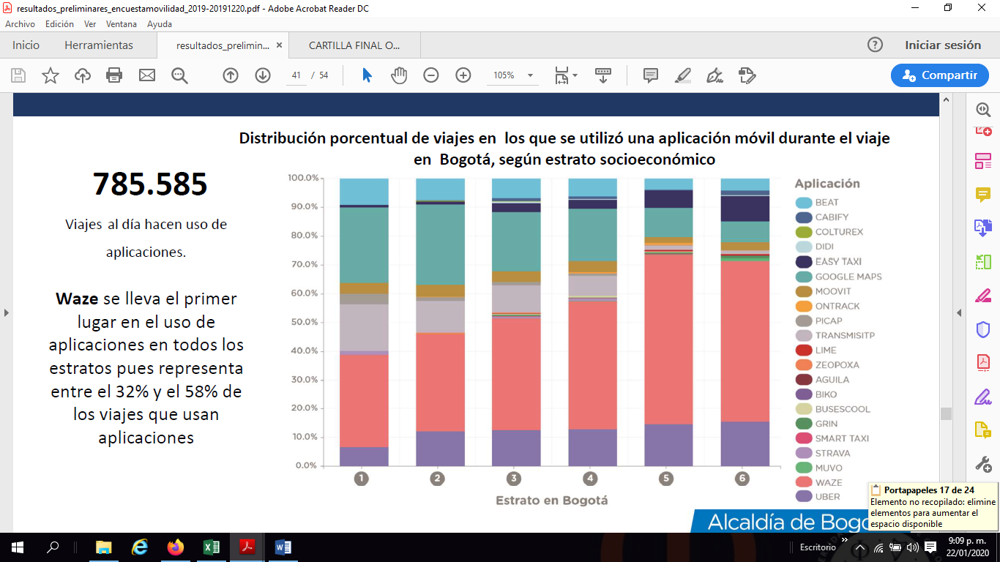 resultados_preliminares_encuestamovilidad_2019-20191220.pdf - Adobe Acrobat Reader DC
Archivo Edición Ver Ventana Ayuda
Inicio Herramientas resultados_prelimin... × CARTILLA FINAL O... Iniciar sesión
41 / 54 105% Compartir
Distribución porcentual de viajes en los que se utilizó una aplicación móvil durante el viaje
en Bogotá, según estrato socioeconómico
785.585
Viajes al día hacen uso de
aplicaciones.
Waze se lleva el primer
lugar en el uso de
aplicaciones en todos los
estratos pues representa
entre el 32% y el 58% de
los viajes que usan
aplicaciones
100.0%
90.0%
80.0%
70.0%
60.0%
50.0%
40.0%
30.0%
20.0%
10.0%
0.0%
1 2 3 4 5 6
Estrato en Bogotá
Aplicación
BEAT
CABIFY
COLTUREX
DIDI
EASY TAXI
GOOGLE MAPS
MOOVIT
ONTRACK
PICAP
TRANSMISITP
LIME
ZEOPOXA
AGUILA
BIKO
BUSESCOOL
GRIN
SMART TAXI
STRAVA
MUVO
WAZE
UBER
Portapapeles 17 de 24
Elemento no recopilado: elimine
elementos para aumentar el
espacio disponible
Alcaldía de Bogo
Escritorio
9:09 p. m.
22/01/2020